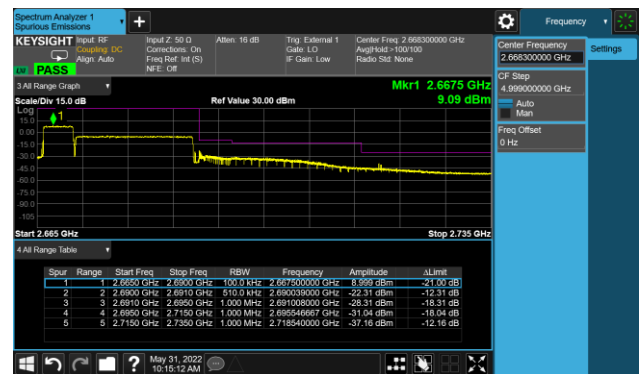 Spectrum Analyzer 1
Spurious Emissions
Frequency
KEYSIGHT Input: RF
Coupling: DC
Align: Auto
Input Z: 50 Ω
Corrections: On
Freq Ref: Int (S)
NFE: Off
Atten: 16 dB
Trig: External 1
Gate: LO
IF Gain: Low
Center Freq: 2.668300000 GHz
Avg|Hold:>100/100
Radio Std: None
PASS
Center Frequency
2.668300000 GHz
Settings
CF Step
4.999000000 GHz
Auto
Man
Freq Offset
0 Hz
3 All Range Graph
Mkr1 2.6675 GHz
Scale/Div 15.0 dB
Ref Value 30.00 dBm
9.09 dBm
Log
1
15.0
0.00
-15.0
-30.0
-45.0
-60.0
-75.0
-90.0
-105
Start 2.665 GHz
Stop 2.735 GHz
4 All Range Table
Spur Range Start Freq Stop Freq RBW Frequency Amplitude ΔLimit
1 1 2.6650 GHz 2.6900 GHz 100.0 kHz 2.667500000 GHz 8.999 dBm -21.00 dB
2 2 2.6900 GHz 2.6910 GHz 510.0 kHz 2.690039000 GHz -22.31 dBm -12.31 dB
3 3 2.6910 GHz 2.6950 GHz 1.000 MHz 2.691008000 GHz -28.31 dBm -18.31 dB
4 4 2.6950 GHz 2.7150 GHz 1.000 MHz 2.695546667 GHz -31.04 dBm -18.04 dB
5 5 2.7150 GHz 2.7350 GHz 1.000 MHz 2.718540000 GHz -37.16 dBm -12.16 dB
?
May 31, 2022
10:15:12 AM